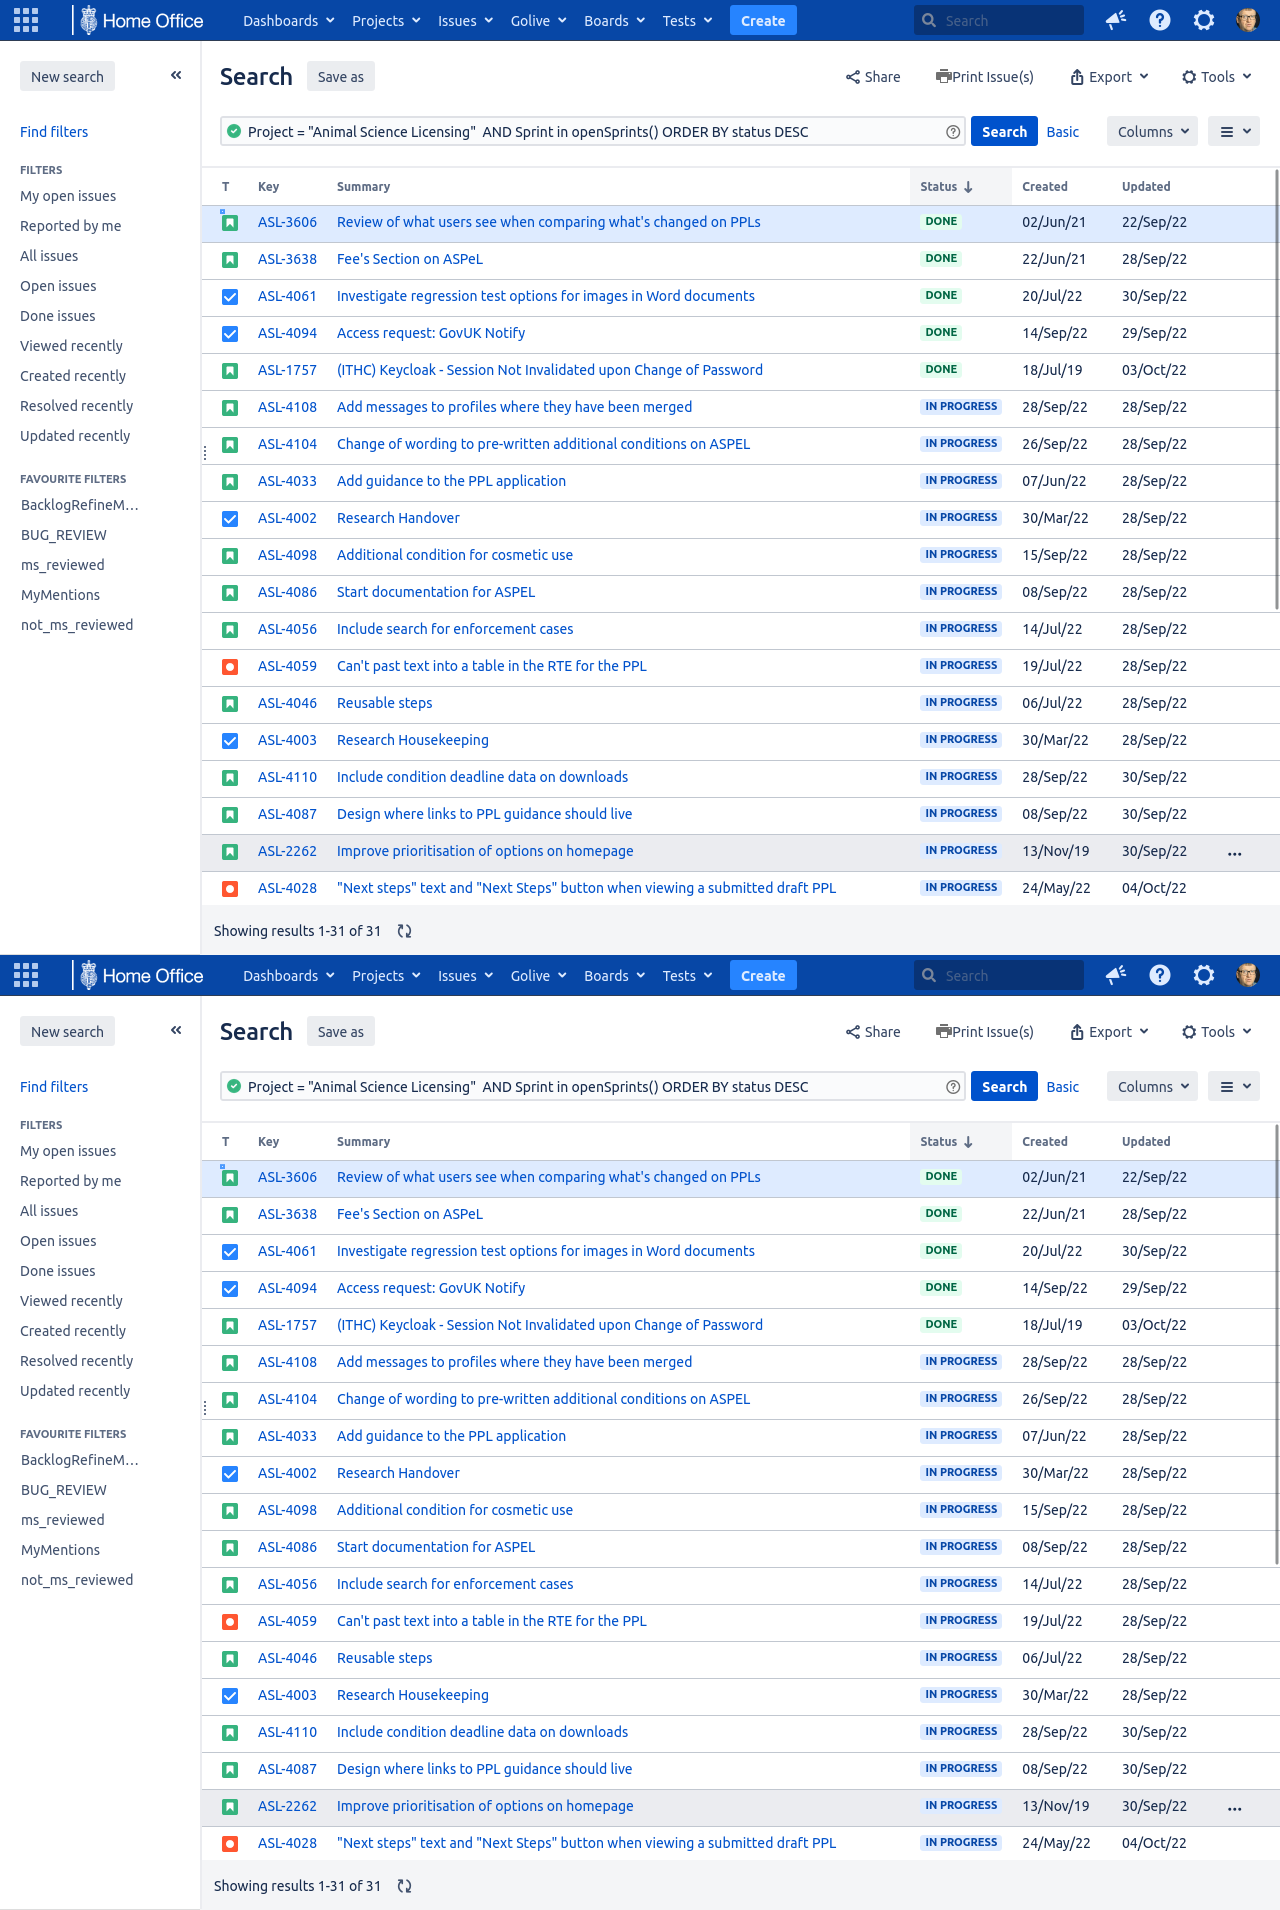 Home Office Dashboards Projects Issues Golive Boards Tests Create Search
New search Search Save as Share Print Issue(s) Export Tools
Find filters Project = "Animal Science Licensing"  AND Sprint in openSprints() ORDER BY status DESC Search Basic Columns
FILTERS
My open issues
Reported by me
All issues
Open issues
Done issues
Viewed recently
Created recently
Resolved recently
Updated recently
FAVOURITE FILTERS
BacklogRefineM...
BUG_REVIEW
ms_reviewed
MyMentions
not_ms_reviewed
T Key Summary Status Created Updated
ASL-3606 Review of what users see when comparing what's changed on PPLs DONE 02/Jun/21 22/Sep/22
ASL-3638 Fee's Section on ASPeL DONE 22/Jun/21 28/Sep/22
ASL-4061 Investigate regression test options for images in Word documents DONE 20/Jul/22 30/Sep/22
ASL-4094 Access request: GovUK Notify DONE 14/Sep/22 29/Sep/22
ASL-1757 (ITHC) Keycloak - Session Not Invalidated upon Change of Password DONE 18/Jul/19 03/Oct/22
ASL-4108 Add messages to profiles where they have been merged IN PROGRESS 28/Sep/22 28/Sep/22
ASL-4104 Change of wording to pre-written additional conditions on ASPEL IN PROGRESS 26/Sep/22 28/Sep/22
ASL-4033 Add guidance to the PPL application IN PROGRESS 07/Jun/22 28/Sep/22
ASL-4002 Research Handover IN PROGRESS 30/Mar/22 28/Sep/22
ASL-4098 Additional condition for cosmetic use IN PROGRESS 15/Sep/22 28/Sep/22
ASL-4086 Start documentation for ASPEL IN PROGRESS 08/Sep/22 28/Sep/22
ASL-4056 Include search for enforcement cases IN PROGRESS 14/Jul/22 28/Sep/22
ASL-4059 Can't past text into a table in the RTE for the PPL IN PROGRESS 19/Jul/22 28/Sep/22
ASL-4046 Reusable steps IN PROGRESS 06/Jul/22 28/Sep/22
ASL-4003 Research Housekeeping IN PROGRESS 30/Mar/22 28/Sep/22
ASL-4110 Include condition deadline data on downloads IN PROGRESS 28/Sep/22 30/Sep/22
ASL-4087 Design where links to PPL guidance should live IN PROGRESS 08/Sep/22 30/Sep/22
ASL-2262 Improve prioritisation of options on homepage IN PROGRESS 13/Nov/19 30/Sep/22
ASL-4028 "Next steps" text and "Next Steps" button when viewing a submitted draft PPL IN PROGRESS 24/May/22 04/Oct/22
Showing results 1-31 of 31
Home Office Dashboards Projects Issues Golive Boards Tests Create Search
New search Search Save as Share Print Issue(s) Export Tools
Find filters Project = "Animal Science Licensing"  AND Sprint in openSprints() ORDER BY status DESC Search Basic Columns
FILTERS
My open issues
Reported by me
All issues
Open issues
Done issues
Viewed recently
Created recently
Resolved recently
Updated recently
FAVOURITE FILTERS
BacklogRefineM...
BUG_REVIEW
ms_reviewed
MyMentions
not_ms_reviewed
T Key Summary Status Created Updated
ASL-3606 Review of what users see when comparing what's changed on PPLs DONE 02/Jun/21 22/Sep/22
ASL-3638 Fee's Section on ASPeL DONE 22/Jun/21 28/Sep/22
ASL-4061 Investigate regression test options for images in Word documents DONE 20/Jul/22 30/Sep/22
ASL-4094 Access request: GovUK Notify DONE 14/Sep/22 29/Sep/22
ASL-1757 (ITHC) Keycloak - Session Not Invalidated upon Change of Password DONE 18/Jul/19 03/Oct/22
ASL-4108 Add messages to profiles where they have been merged IN PROGRESS 28/Sep/22 28/Sep/22
ASL-4104 Change of wording to pre-written additional conditions on ASPEL IN PROGRESS 26/Sep/22 28/Sep/22
ASL-4033 Add guidance to the PPL application IN PROGRESS 07/Jun/22 28/Sep/22
ASL-4002 Research Handover IN PROGRESS 30/Mar/22 28/Sep/22
ASL-4098 Additional condition for cosmetic use IN PROGRESS 15/Sep/22 28/Sep/22
ASL-4086 Start documentation for ASPEL IN PROGRESS 08/Sep/22 28/Sep/22
ASL-4056 Include search for enforcement cases IN PROGRESS 14/Jul/22 28/Sep/22
ASL-4059 Can't past text into a table in the RTE for the PPL IN PROGRESS 19/Jul/22 28/Sep/22
ASL-4046 Reusable steps IN PROGRESS 06/Jul/22 28/Sep/22
ASL-4003 Research Housekeeping IN PROGRESS 30/Mar/22 28/Sep/22
ASL-4110 Include condition deadline data on downloads IN PROGRESS 28/Sep/22 30/Sep/22
ASL-4087 Design where links to PPL guidance should live IN PROGRESS 08/Sep/22 30/Sep/22
ASL-2262 Improve prioritisation of options on homepage IN PROGRESS 13/Nov/19 30/Sep/22
ASL-4028 "Next steps" text and "Next Steps" button when viewing a submitted draft PPL IN PROGRESS 24/May/22 04/Oct/22
Showing results 1-31 of 31